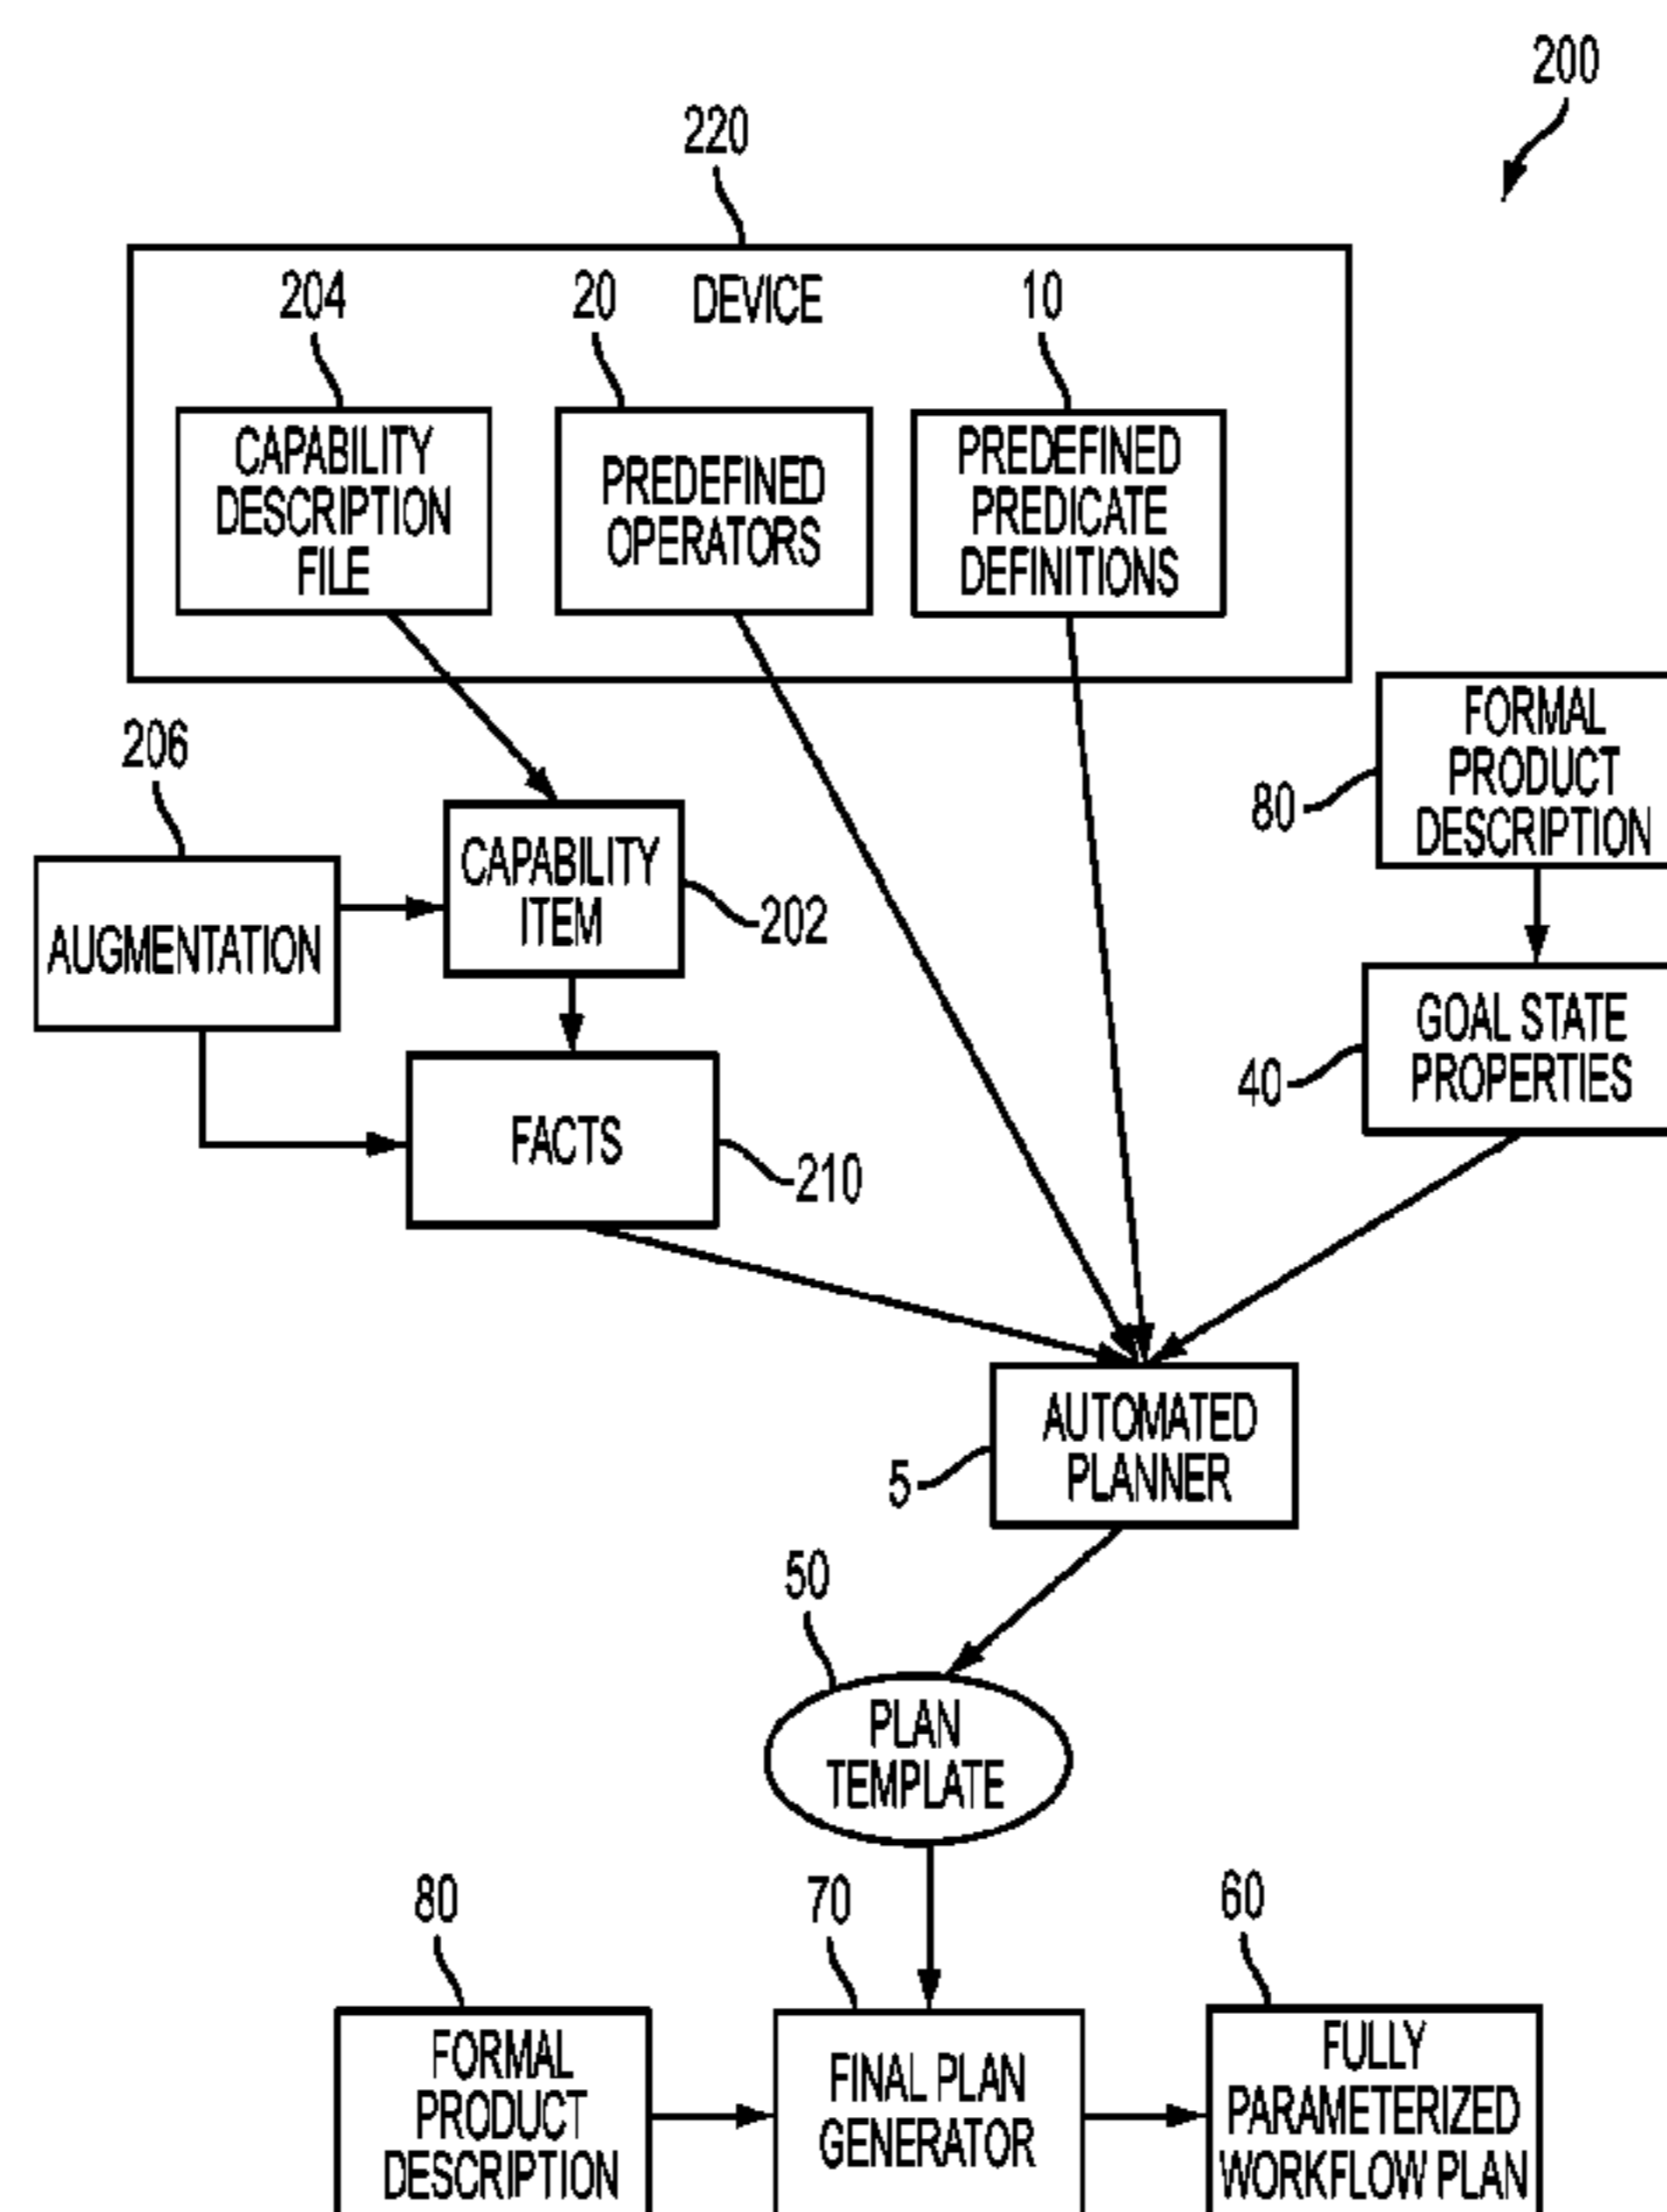 200
220
204
20
DEVICE
10
CAPABILITY
DESCRIPTION
FILE
PREDEFINED
OPERATORS
PREDEFINED
PREDICATE
DEFINITIONS
206
AUGMENTATION
CAPABILITY
ITEM
202
80
FORMAL
PRODUCT
DESCRIPTION
FACTS
210
40
GOAL STATE
PROPERTIES
5
AUTOMATED
PLANNER
50
PLAN
TEMPLATE
80
FORMAL
PRODUCT
DESCRIPTION
70
FINAL PLAN
GENERATOR
60
FULLY
PARAMETERIZED
WORKFLOW PLAN